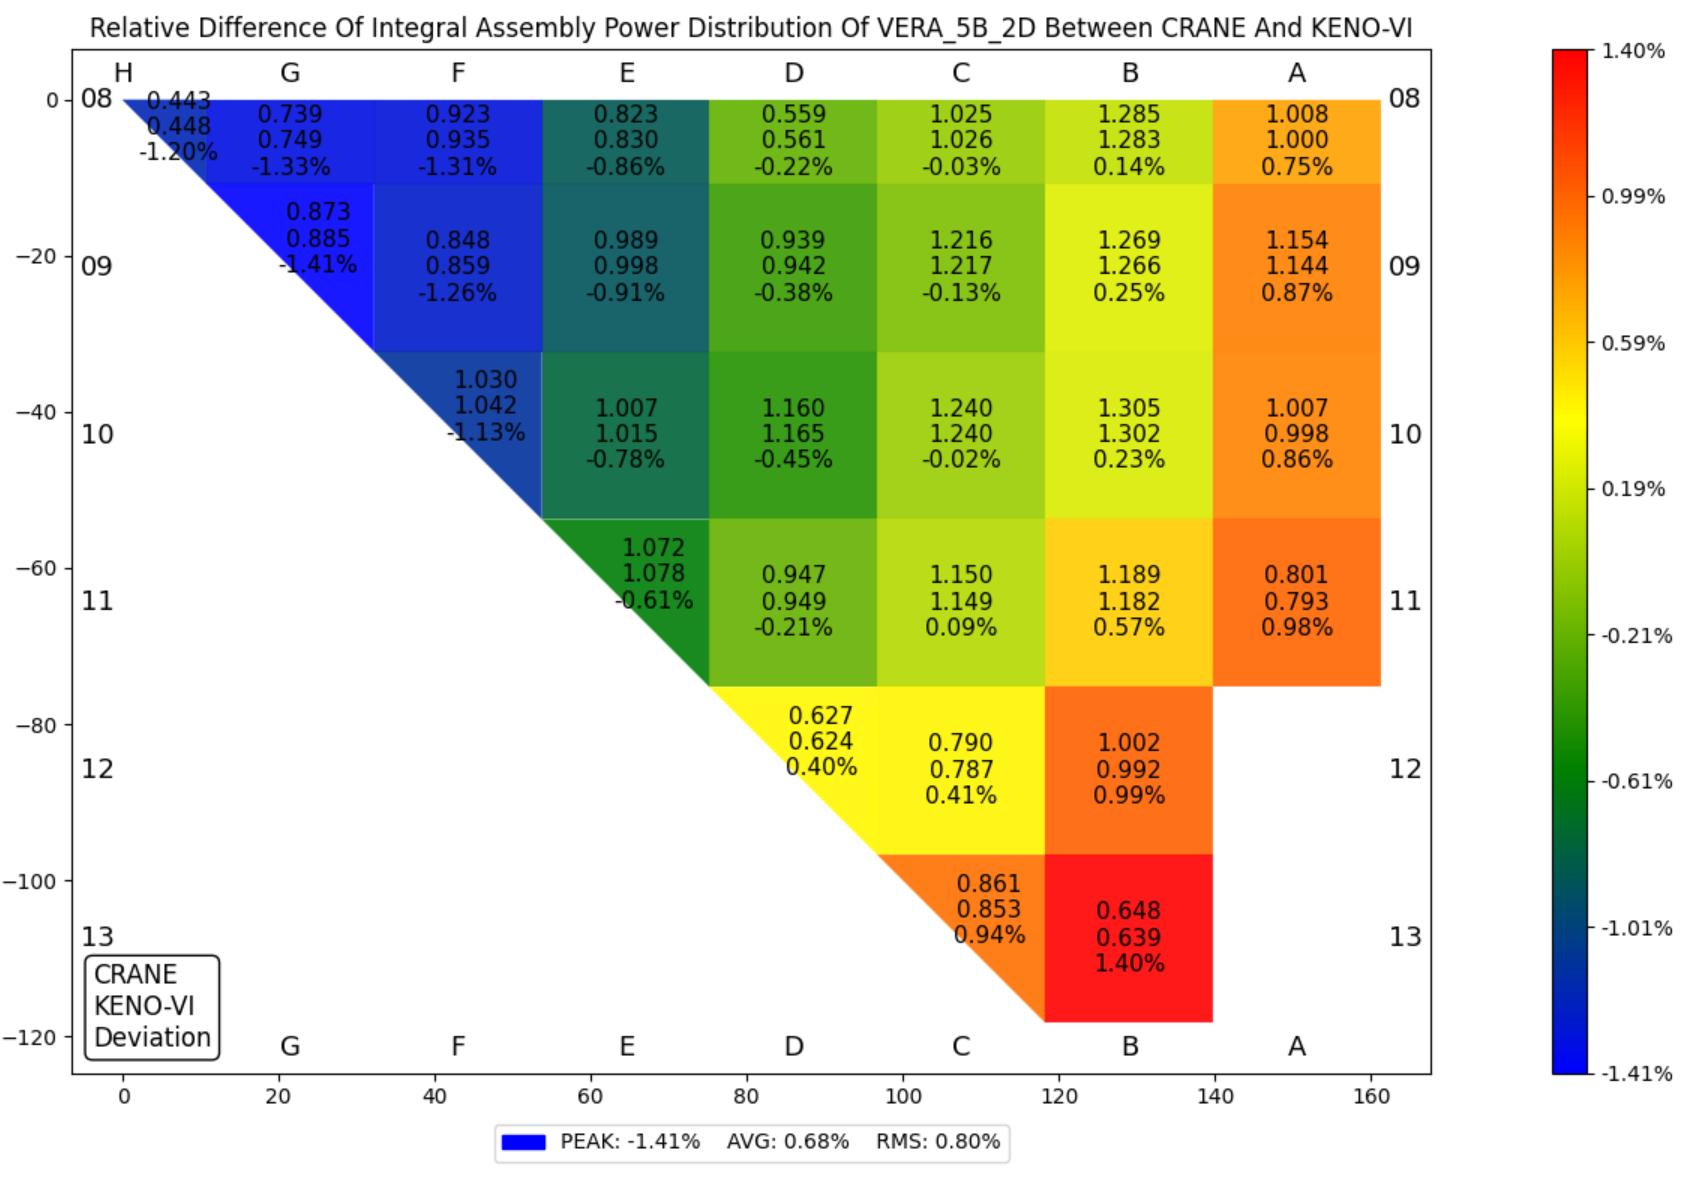 Relative Difference Of Integral Assembly Power Distribution Of VERA_5B_2D Between CRANE And KENO-VI
H G F E D C B A
08 0.443 0.739 0.923 0.823 0.559 1.025 1.285 1.008 08
0.448 0.749 0.935 0.830 0.561 1.026 1.283 1.000
-1.20% -1.33% -1.31% -0.86% -0.22% -0.03% 0.14% 0.75%
0.873 0.848 0.989 0.939 1.216 1.269 1.154
09 0.885 0.859 0.998 0.942 1.217 1.266 1.144 09
-1.41% -1.26% -0.91% -0.38% -0.13% 0.25% 0.87%
1.030 1.007 1.160 1.240 1.305 1.007
10 1.042 1.015 1.165 1.240 1.302 0.998 10
-1.13% -0.78% -0.45% -0.02% 0.23% 0.86%
1.072 0.947 1.150 1.189 0.801
11 1.078 0.949 1.149 1.182 0.793 11
-0.61% -0.21% 0.09% 0.57% 0.98%
0.627 0.790 1.002
12 0.624 0.787 0.992 12
0.40% 0.41% 0.99%
0.861 0.648
13 0.853 0.639 13
0.94% 1.40%
CRANE
KENO-VI
Deviation
G F E D C B A
0
−20
−40
−60
−80
−100
−120
0 20 40 60 80 100 120 140 160
PEAK: -1.41% AVG: 0.68% RMS: 0.80%
1.40%
0.99%
0.59%
0.19%
-0.21%
-0.61%
-1.01%
-1.41%